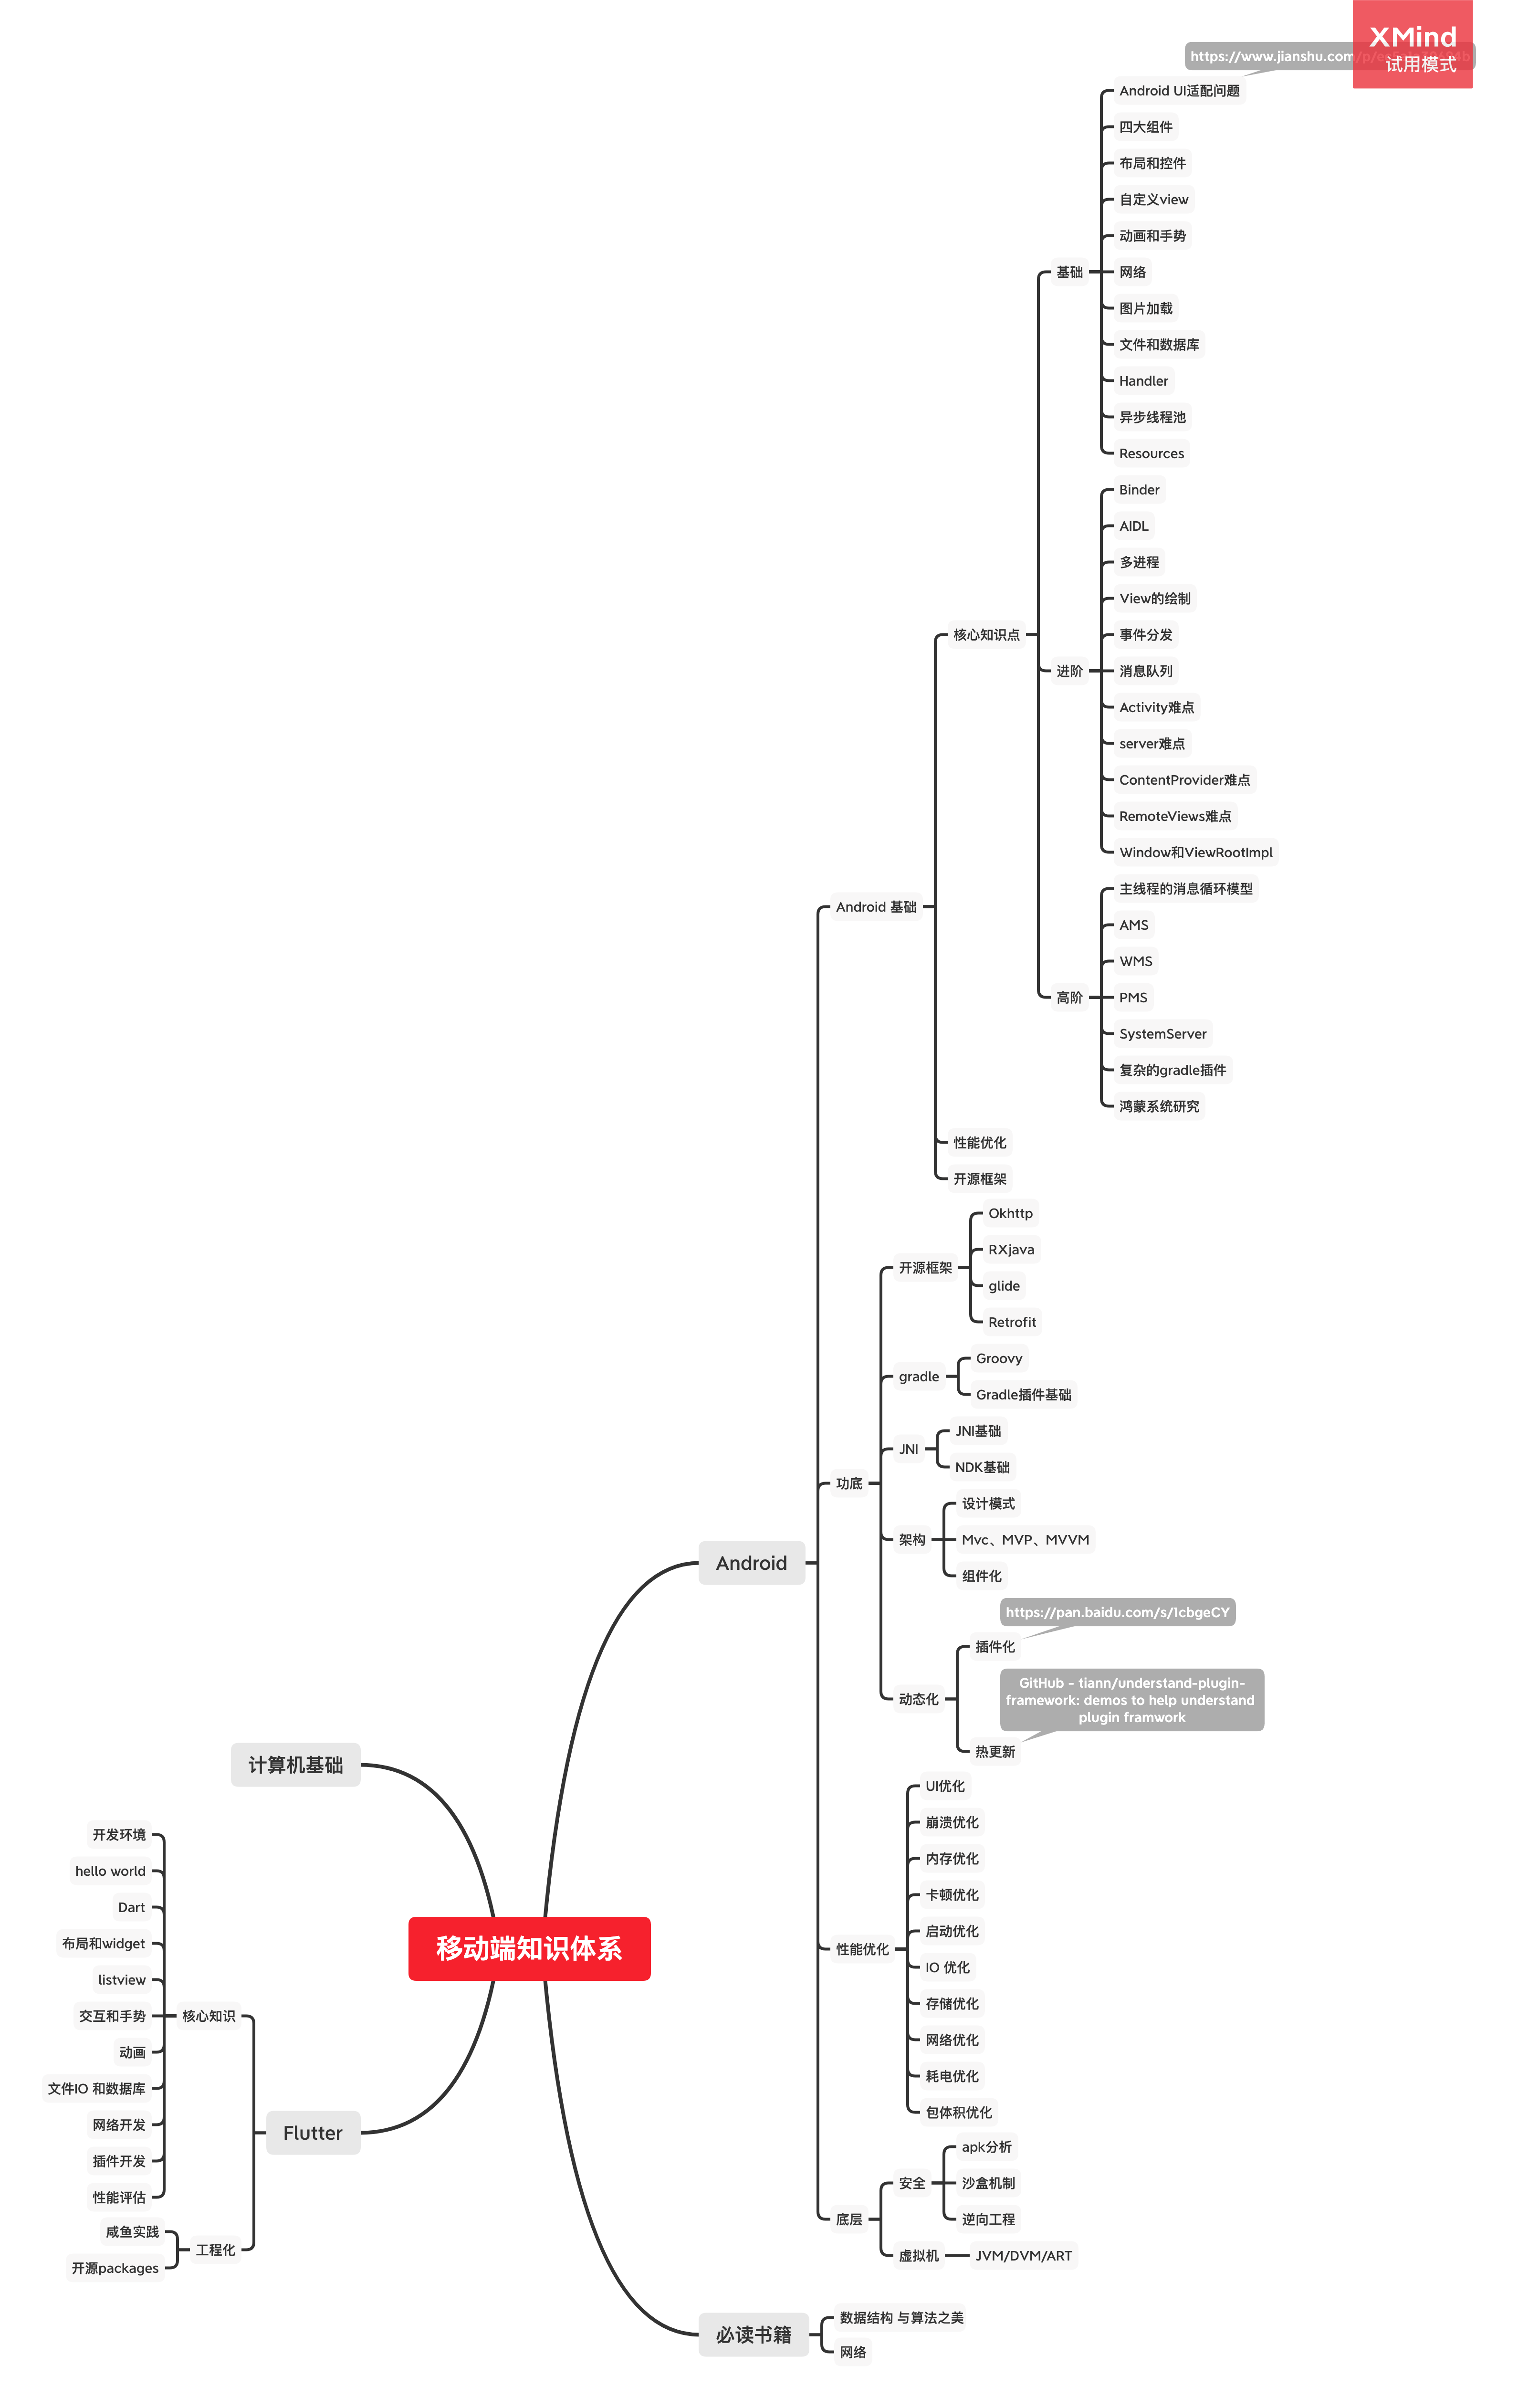 XMind
试用模式
https://www.jianshu.com/p/
Android UI适配问题
四大组件
布局和控件
自定义view
动画和手势
基础
网络
图片加载
文件和数据库
Handler
异步线程池
Resources
Binder
AIDL
多进程
View的绘制
核心知识点
事件分发
进阶
消息队列
Activity难点
server难点
ContentProvider难点
RemoteViews难点
Window和ViewRootImpl
主线程的消息循环模型
Android 基础
AMS
WMS
高阶
PMS
SystemServer
复杂的gradle插件
鸿蒙系统研究
性能优化
开源框架
Okhttp
RXjava
开源框架
glide
Retrofit
Groovy
gradle
Gradle插件基础
JNI基础
JNI
NDK基础
功底
设计模式
架构
Mvc、MVP、MVVM
组件化
Android
https://pan.baidu.com/s/1cbgeCY
插件化
GitHub - tiann/understand-plugin-
framework: demos to help understand
plugin framwork
动态化
热更新
计算机基础
UI优化
崩溃优化
内存优化
卡顿优化
启动优化
性能优化
IO 优化
存储优化
网络优化
耗电优化
包体积优化
移动端知识体系
开发环境
hello world
Dart
布局和widget
listview
交互和手势
核心知识
动画
文件IO 和数据库
网络开发
Flutter
插件开发
性能评估
咸鱼实践
工程化
开源packages
apk分析
安全
沙盒机制
底层
逆向工程
虚拟机
JVM/DVM/ART
数据结构 与算法之美
必读书籍
网络